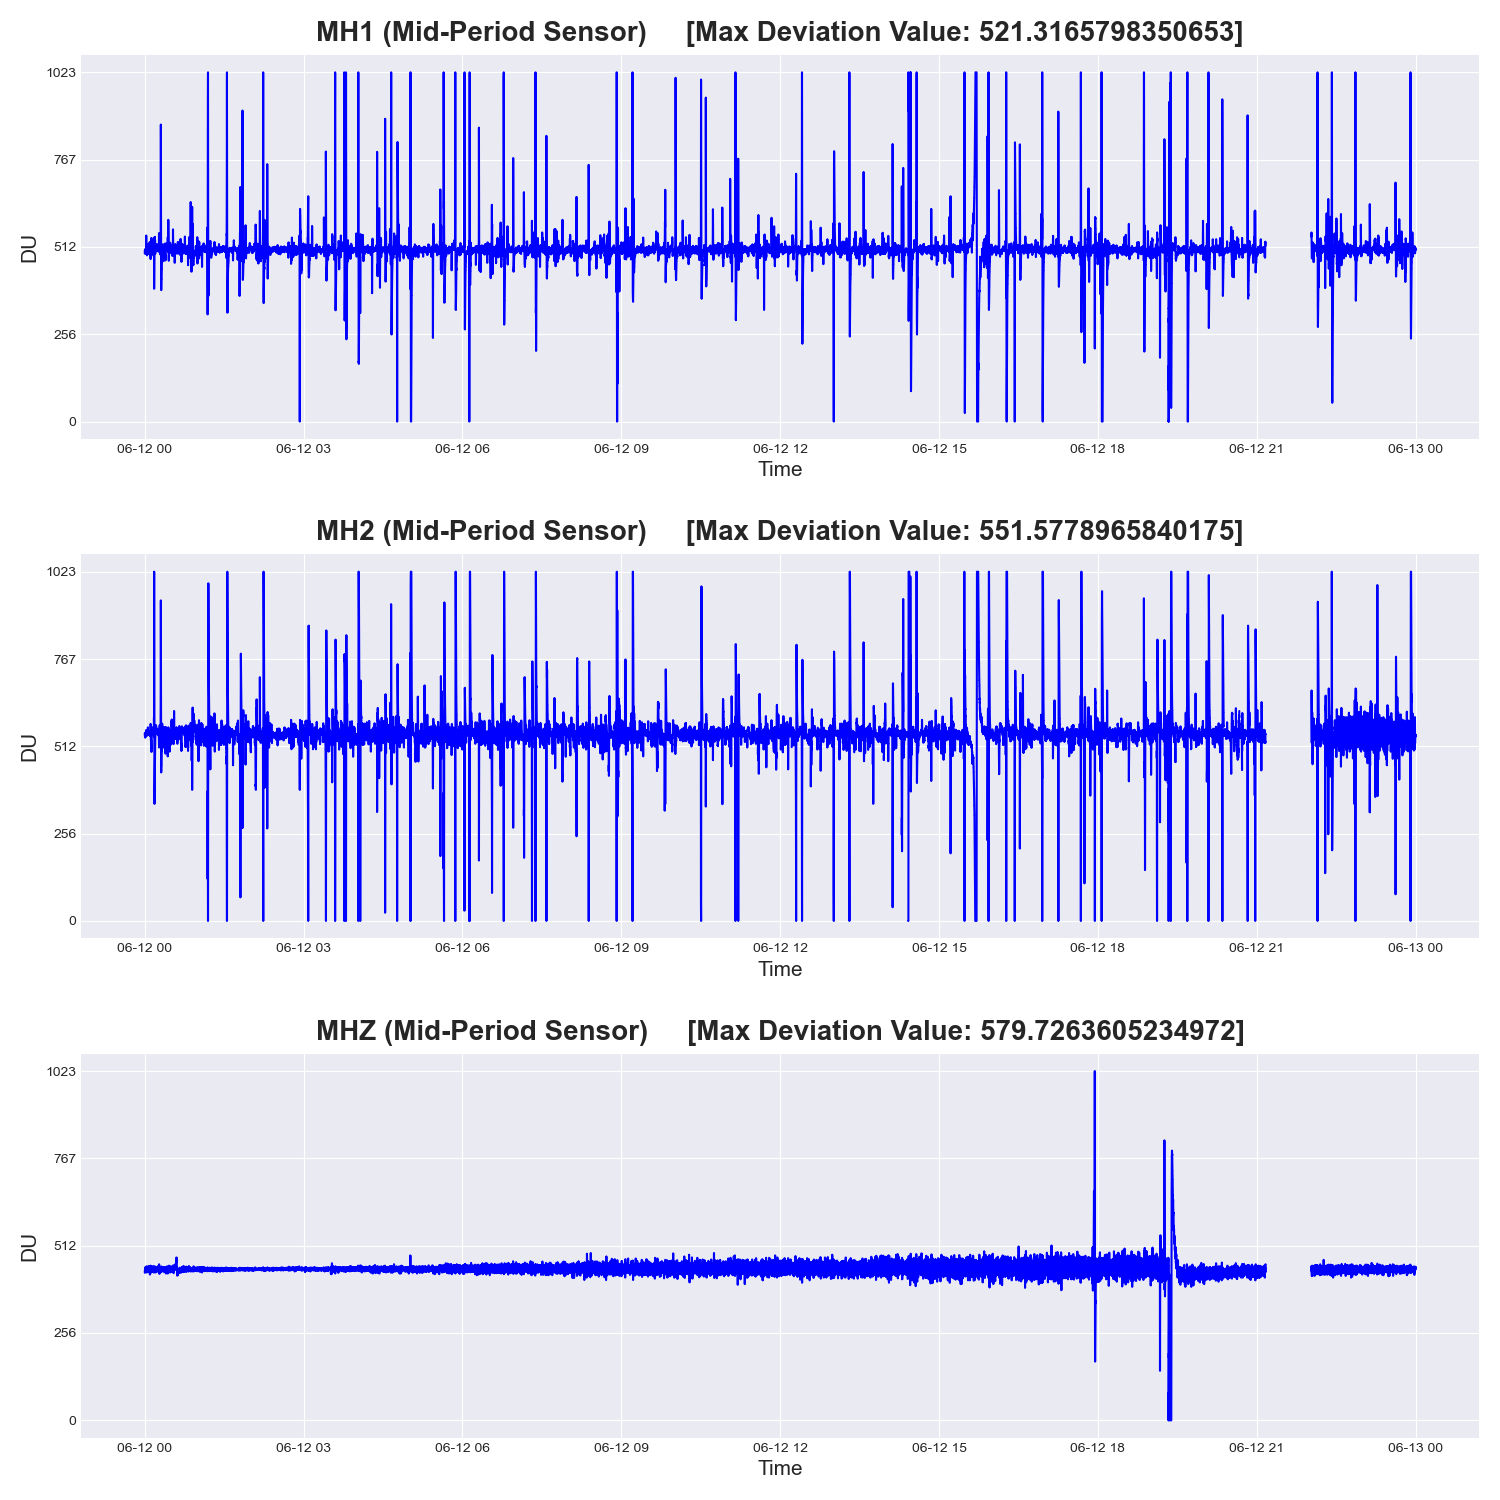 MH1 (Mid-Period Sensor) [Max Deviation Value: 521.3165798350653]
1023
767
512
256
0
DU
06-12 00 06-12 03 06-12 06 06-12 09 06-12 12 06-12 15 06-12 18 06-12 21 06-13 00
Time
MH2 (Mid-Period Sensor) [Max Deviation Value: 551.5778965840175]
1023
767
512
256
0
DU
06-12 00 06-12 03 06-12 06 06-12 09 06-12 12 06-12 15 06-12 18 06-12 21 06-13 00
Time
MHZ (Mid-Period Sensor) [Max Deviation Value: 579.7263605234972]
1023
767
512
256
0
DU
06-12 00 06-12 03 06-12 06 06-12 09 06-12 12 06-12 15 06-12 18 06-12 21 06-13 00
Time